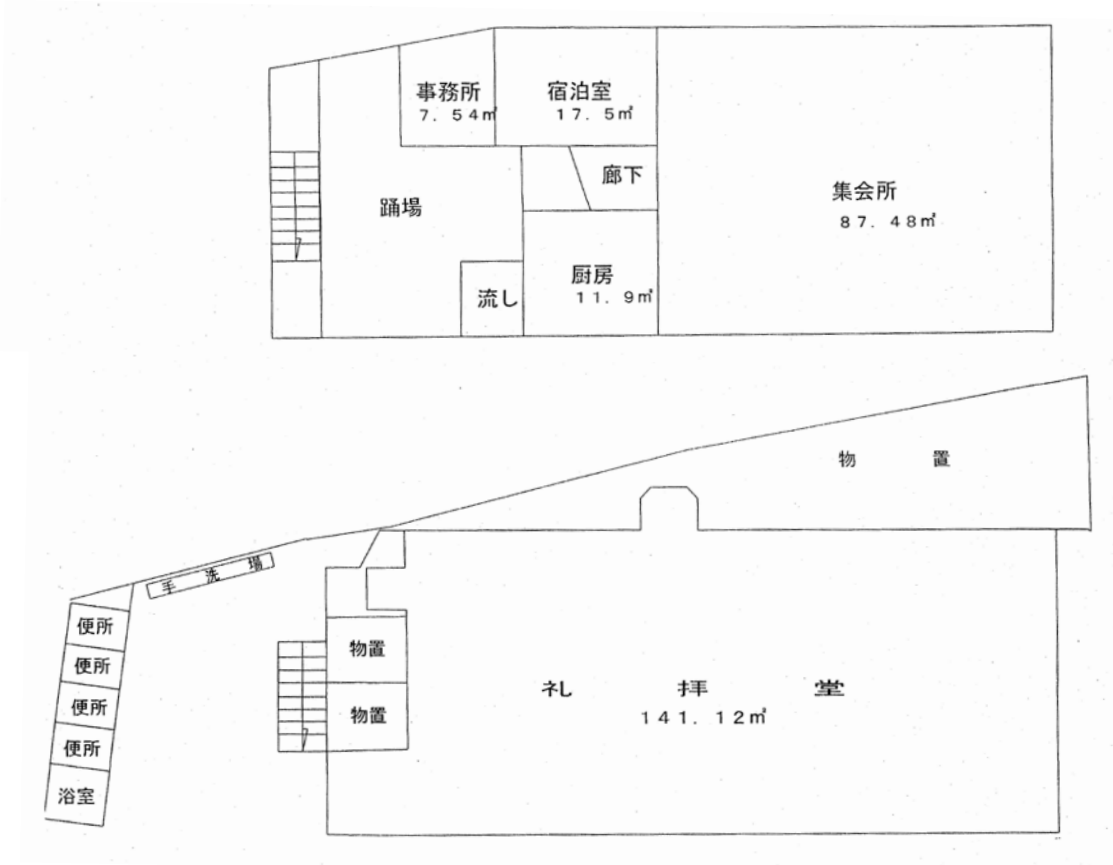 事務所
7.54㎡
宿泊室
17.5㎡
廊下
集会所
87.48㎡
踊場
厨房
11.9㎡
流し
物置
手洗場
便所
便所
便所
便所
浴室
物置
物置
礼拝堂
141.12㎡